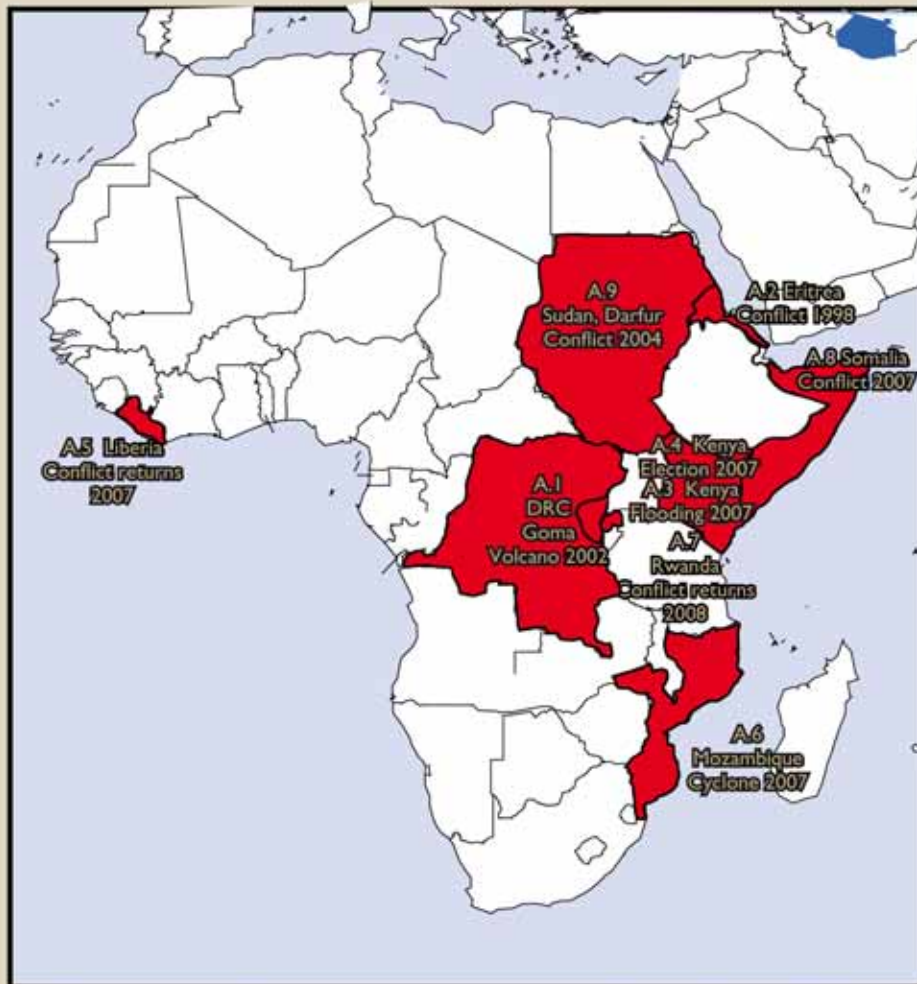 A.9
Sudan, Darfur
Conflict 2004
A.2 Eritrea
Conflict 1998
A.8 Somalia
Conflict 2007
A.5 Liberia
Conflict returns
2007
A.4 Kenya
Election 2007
A.3 Kenya
Flooding 2007
A.1
DRC
Goma
Volcano 2002
A.7
Rwanda
Conflict returns
2008
A.6
Mozambique
Cyclone 2007